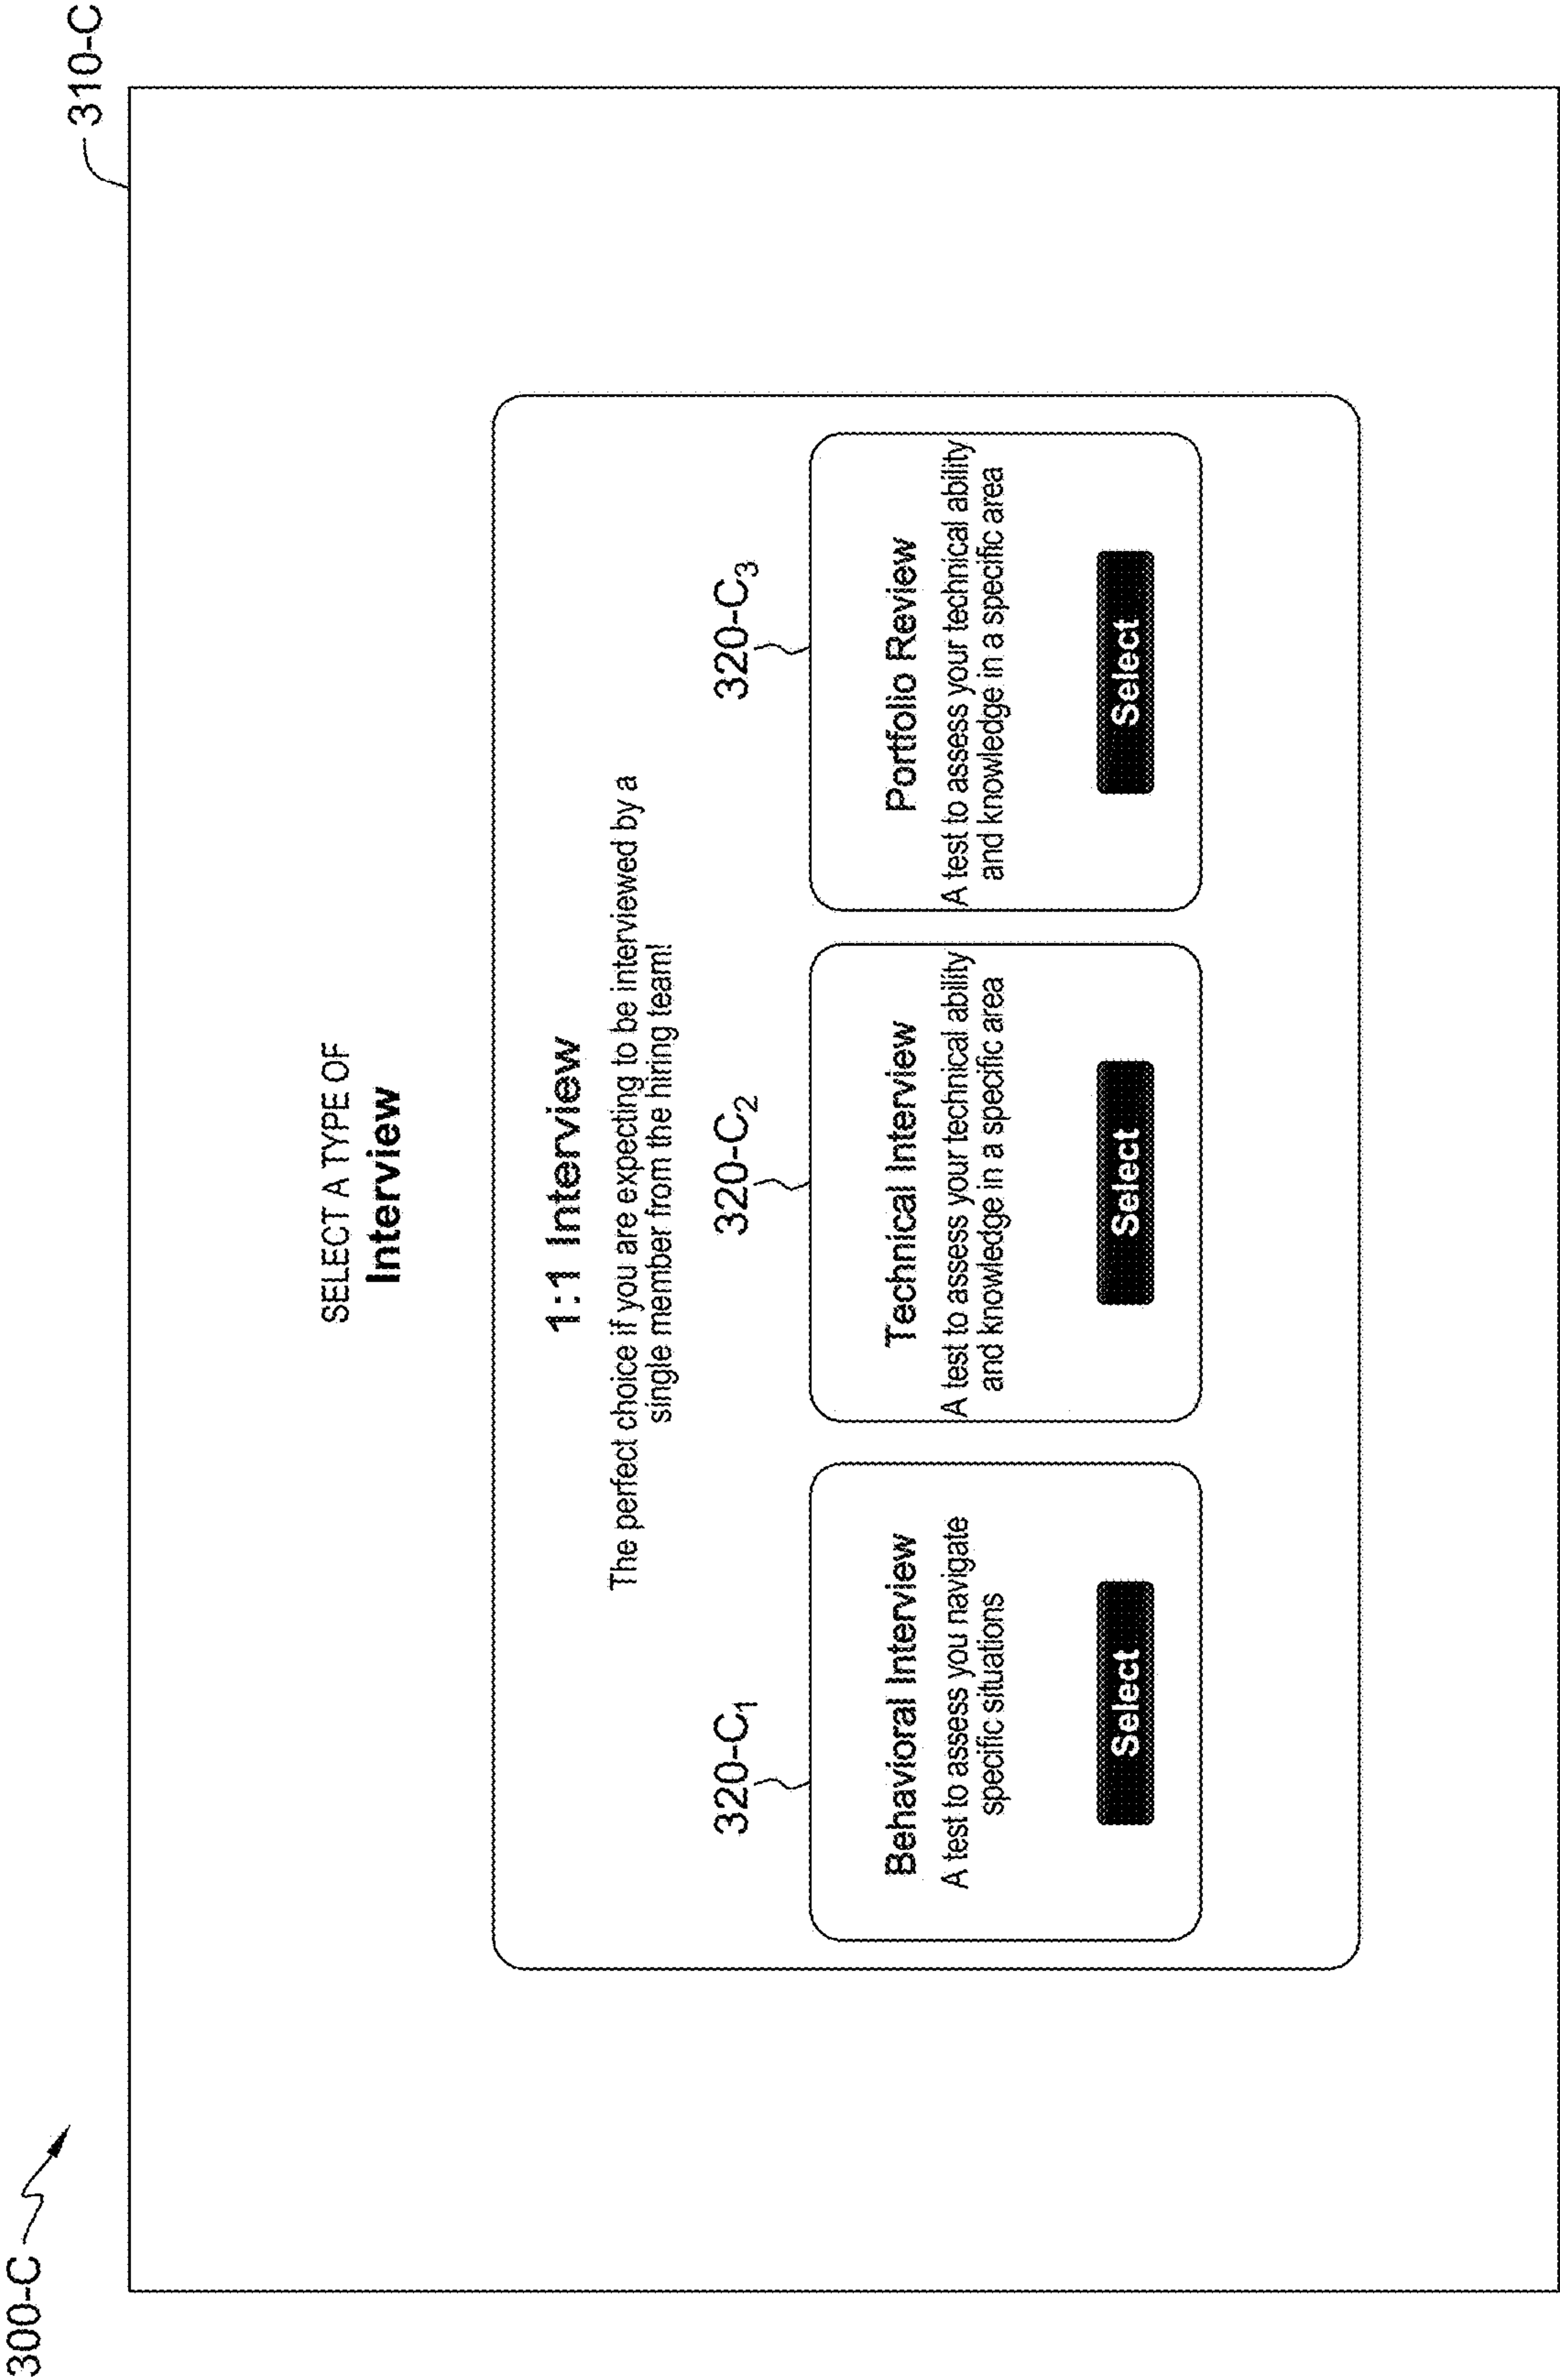 300-C
310-C
SELECT A TYPE OF
Interview
1:1 Interview
The perfect choice if you are expecting to be interviewed by a
single member from the hiring team!
320-C1
320-C2
320-C3
Behavioral Interview
A test to assess you navigate
specific situations
Select
Technical Interview
A test to assess your technical ability
and knowledge in a specific area
Select
Portfolio Review
A test to assess your technical ability
and knowledge in a specific area
Select